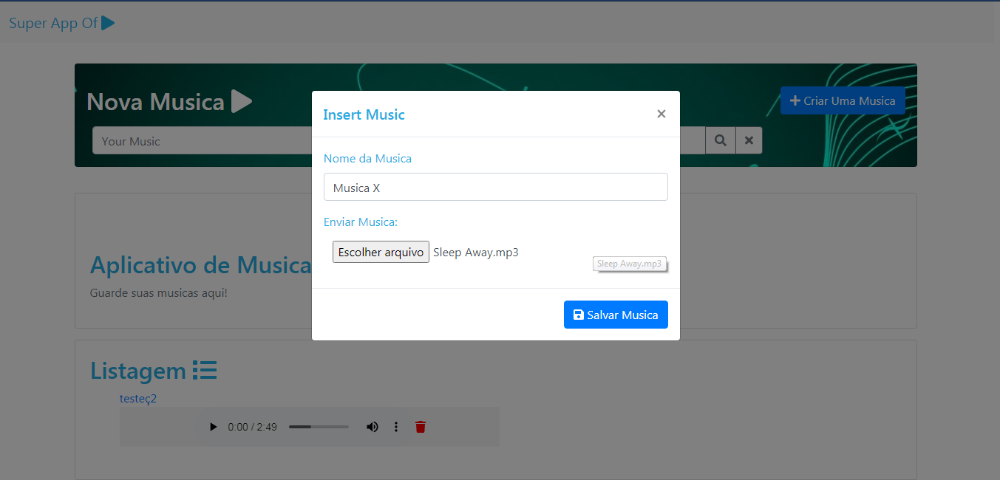 Super App Of
Nova Musica
Criar Uma Musica
Your Music
Insert Music
Nome da Musica
Musica X
Enviar Musica:
Escolher arquivo Sleep Away.mp3
Sleep Away.mp3
Salvar Musica
Aplicativo de Musica
Guarde suas musicas aqui!
Listagem
testeç2
0:00 / 2:49